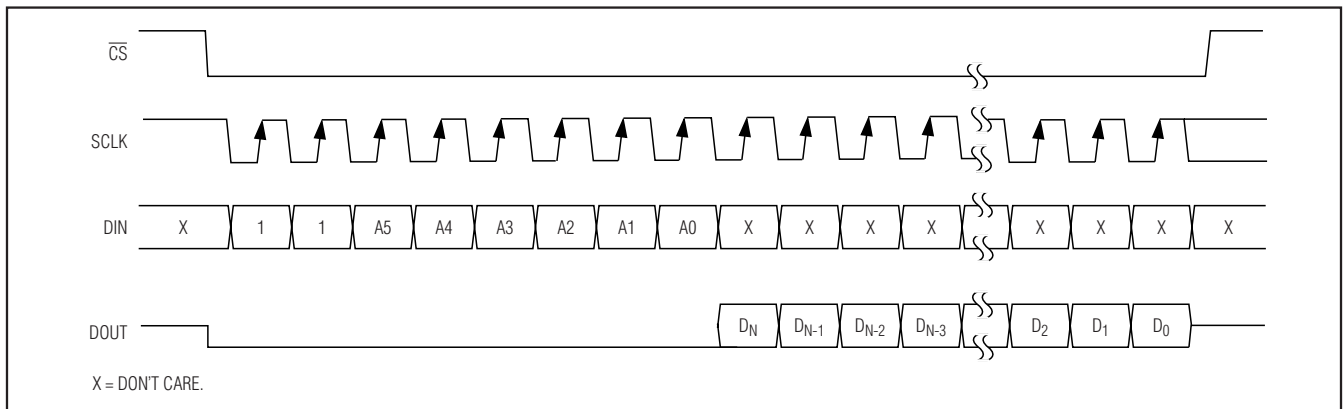 CS
SCLK
DIN X 1 1 A5 A4 A3 A2 A1 A0 X X X X X X X X
DOUT DN DN-1 DN-2 DN-3 D2 D1 D0
X = DON'T CARE.